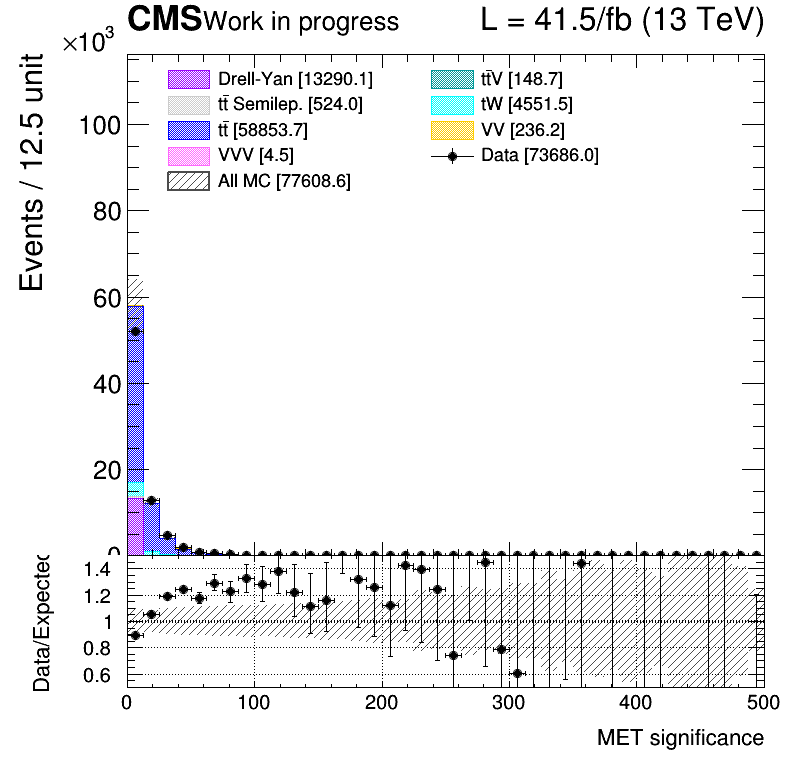 CMS Work in progress L = 41.5/fb (13 TeV)
×10³
Events / 12.5 unit
Drell-Yan [13290.1] tt̄V [148.7]
tt̄ Semilep. [524.0] tW [4551.5]
tt̄ [58853.7] VV [236.2]
VVV [4.5] Data [73686.0]
All MC [77608.6]
100
80
60
40
20
0
Data/Expected
1.4
1.2
1
0.8
0.6
0 100 200 300 400 500
MET significance